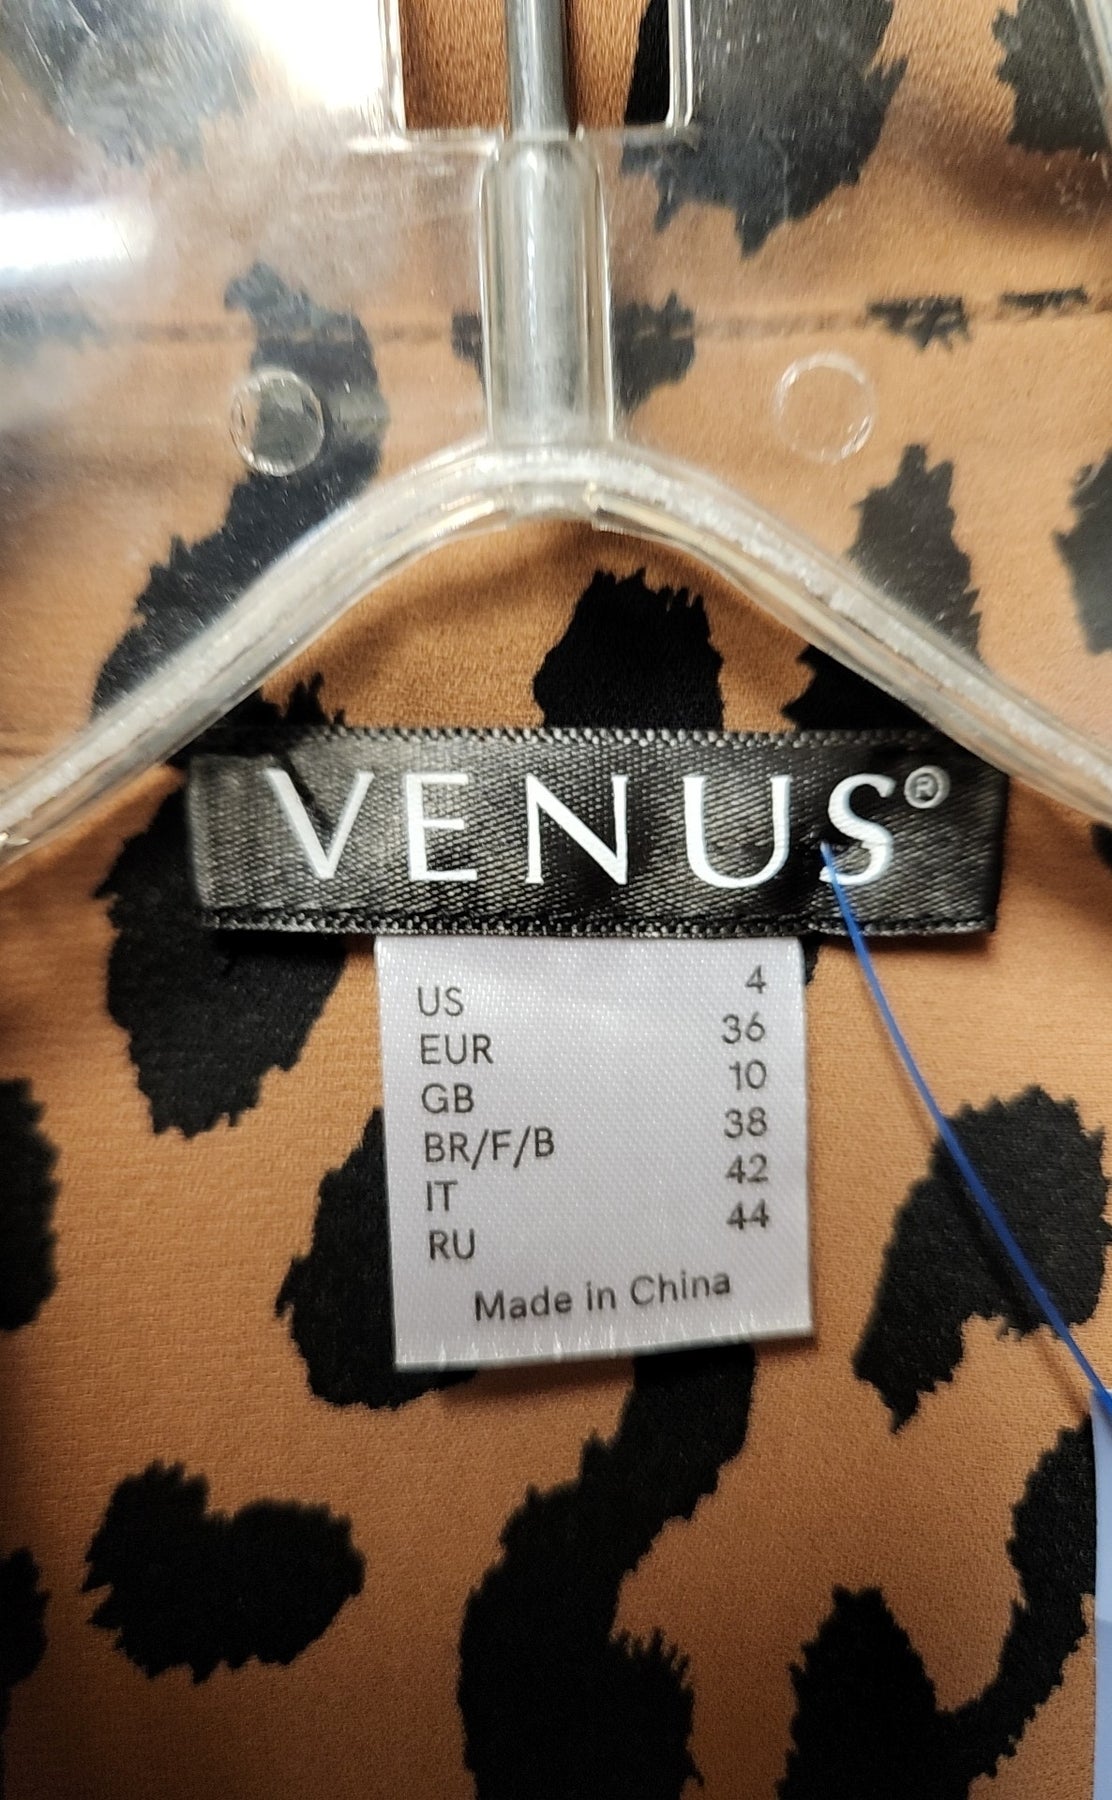 VENUS®
US 4
EUR 36
GB 10
BR/F/B 38
IT 42
RU 44
Made in China